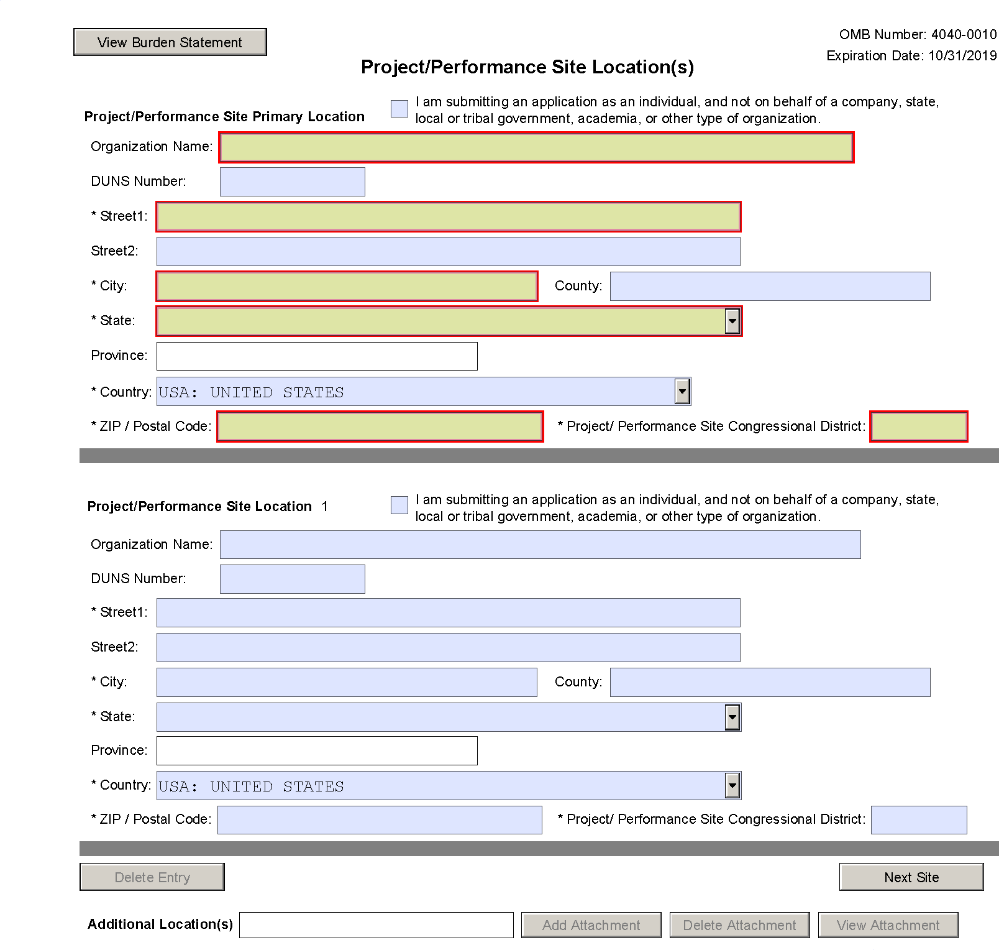 View Burden Statement
OMB Number: 4040-0010
Expiration Date: 10/31/2019
Project/Performance Site Location(s)
Project/Performance Site Primary Location
I am submitting an application as an individual, and not on behalf of a company, state,
local or tribal government, academia, or other type of organization.
Organization Name:
DUNS Number:
* Street1:
Street2:
* City: County:
* State:
Province:
* Country: USA: UNITED STATES
* ZIP / Postal Code: * Project/ Performance Site Congressional District:
Project/Performance Site Location 1
I am submitting an application as an individual, and not on behalf of a company, state,
local or tribal government, academia, or other type of organization.
Organization Name:
DUNS Number:
* Street1:
Street2:
* City: County:
* State:
Province:
* Country: USA: UNITED STATES
* ZIP / Postal Code: * Project/ Performance Site Congressional District:
Delete Entry Next Site
Additional Location(s) Add Attachment Delete Attachment View Attachment